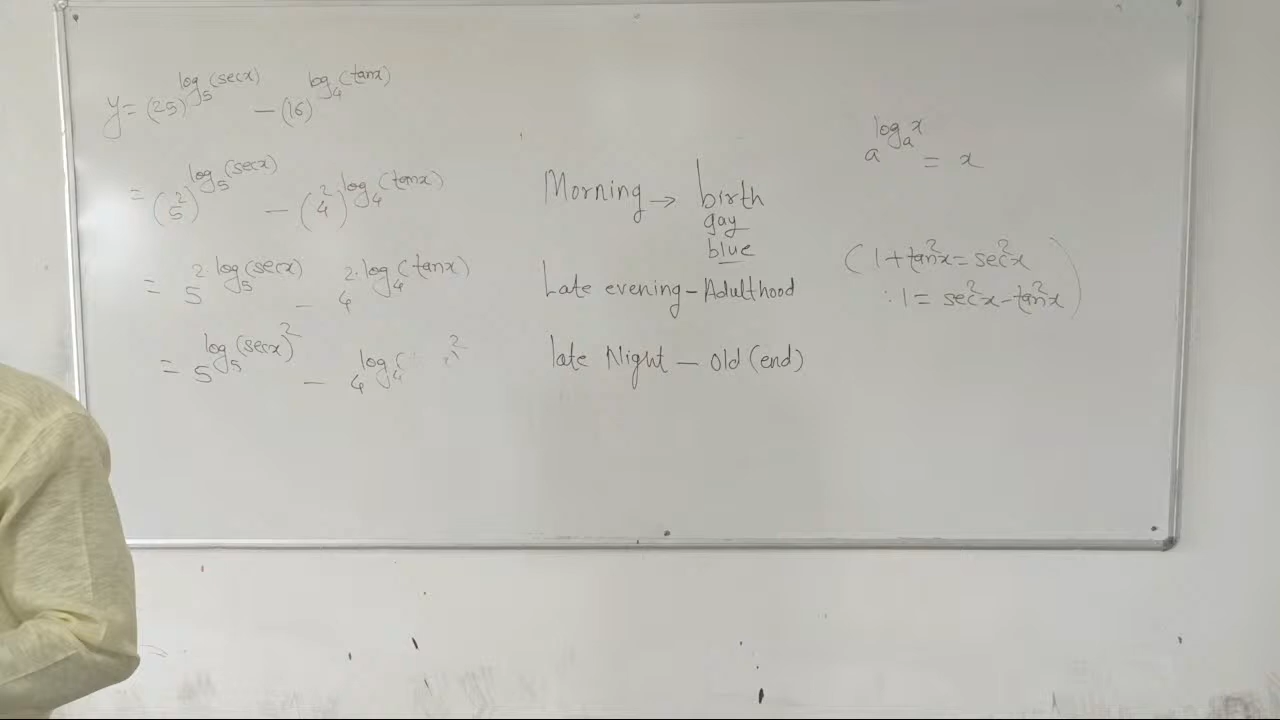 y = (25)^log₅(secx) — (16)^log₄(tanx)
= (5²)^log₅(secx) — (4²)^log₄(tanx)
= 5^2.log₅(secx) — 4^2.log₄(tanx)
= 5^log₅(secx)² — 4^log₄( )²
Morning → birth
gay
blue
Late evening – Adulthood
late Night — old (end)
a^logₐx = x
(1+tan²x = sec²x
∴ 1 = sec²x – tan²x)